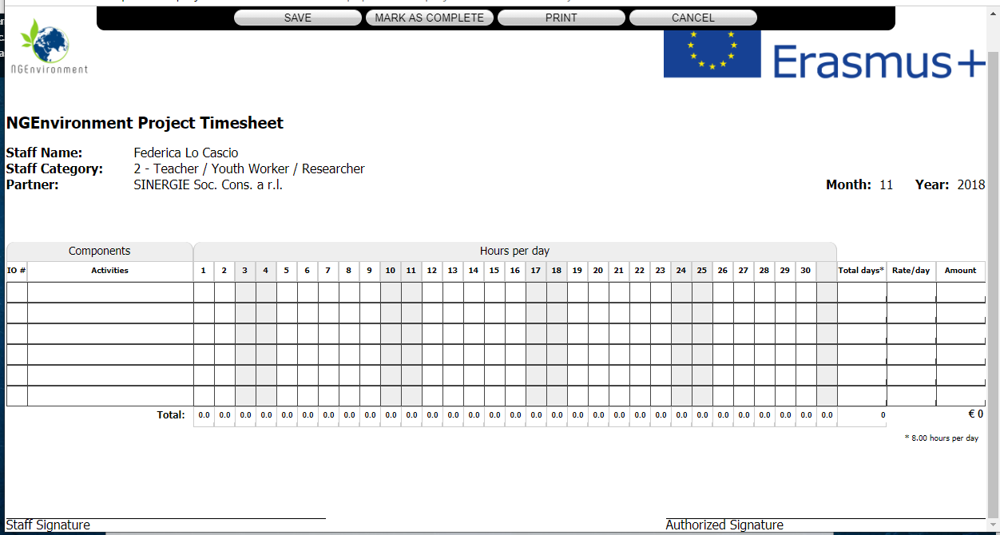 SAVE MARK AS COMPLETE PRINT CANCEL
NGEnvironment
Erasmus+
NGEnvironment Project Timesheet
Staff Name: Federica Lo Cascio
Staff Category: 2 - Teacher / Youth Worker / Researcher
Partner: SINERGIE Soc. Cons. a r.l. Month: 11 Year: 2018
Components Hours per day
IO # Activities 1 2 3 4 5 6 7 8 9 10 11 12 13 14 15 16 17 18 19 20 21 22 23 24 25 26 27 28 29 30 Total days* Rate/day Amount
Total: 0.0 0.0 0.0 0.0 0.0 0.0 0.0 0.0 0.0 0.0 0.0 0.0 0.0 0.0 0.0 0.0 0.0 0.0 0.0 0.0 0.0 0.0 0.0 0.0 0.0 0.0 0.0 0.0 0.0 0.0 0.0 0 € 0
* 8.00 hours per day
Staff Signature Authorized Signature